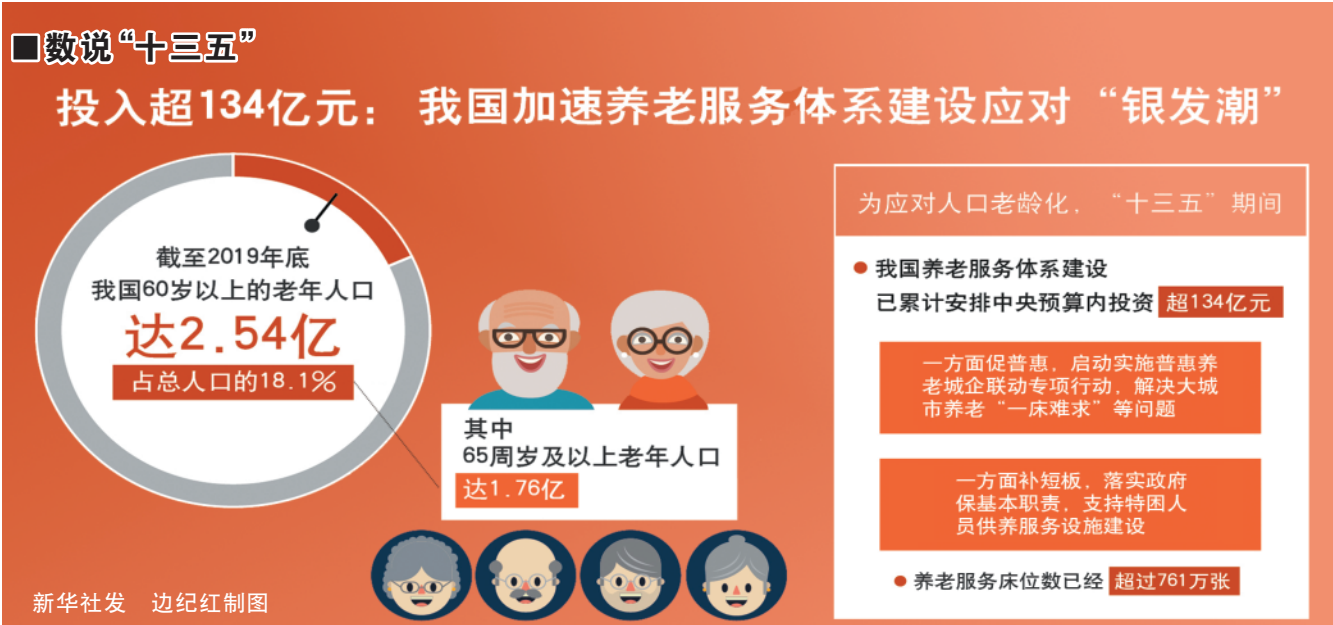 ■数说“十三五”
投入超134亿元：我国加速养老服务体系建设应对“银发潮”
截至2019年底
我国60岁以上的老年人口
达2.54亿
占总人口的18.1%
其中
65周岁及以上老年人口
达1.76亿
为应对人口老龄化，“十三五”期间
我国养老服务体系建设
已累计安排中央预算内投资 超134亿元
一方面促普惠，启动实施普惠养
老城企联动专项行动，解决大城
市养老“一床难求”等问题
一方面补短板，落实政府
保基本职责，支持特困人
员供养服务设施建设
养老服务床位数已经 超过761万张
新华社发 边纪红制图